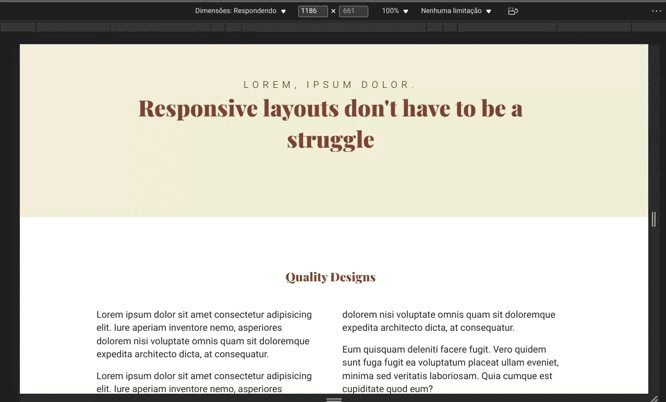 Dimensões: Respondendo ▼ 1186 × 661 100% ▼ Nenhuma limitação ▼
LOREM, IPSUM DOLOR.
Responsive layouts don't have to be a
struggle
Quality Designs
Lorem ipsum dolor sit amet consectetur adipisicing
elit. Iure aperiam inventore nemo, asperiores
dolorem nisi voluptate omnis quam sit doloremque
expedita architecto dicta, at consequatur.
Lorem ipsum dolor sit amet consectetur adipisicing
elit. Iure aperiam inventore nemo, asperiores
dolorem nisi voluptate omnis quam sit doloremque
expedita architecto dicta, at consequatur.
Eum quisquam deleniti facere fugit. Vero quidem
sunt fuga fugit ea voluptatum placeat ullam eveniet,
minima sed veritatis laboriosam. Quia cumque est
cupiditate quod eum?